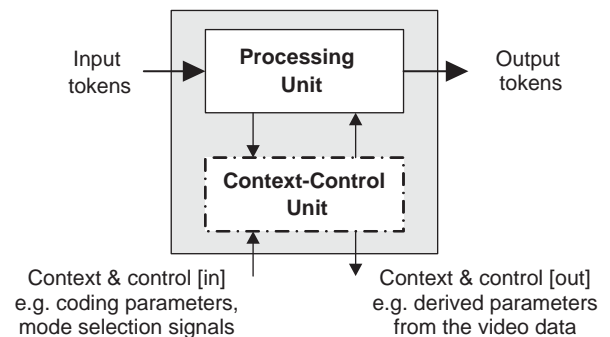 Input
tokens
Processing
Unit
Output
tokens
Context-Control
Unit
Context & control [in]
e.g. coding parameters,
mode selection signals
Context & control [out]
e.g. derived parameters
from the video data